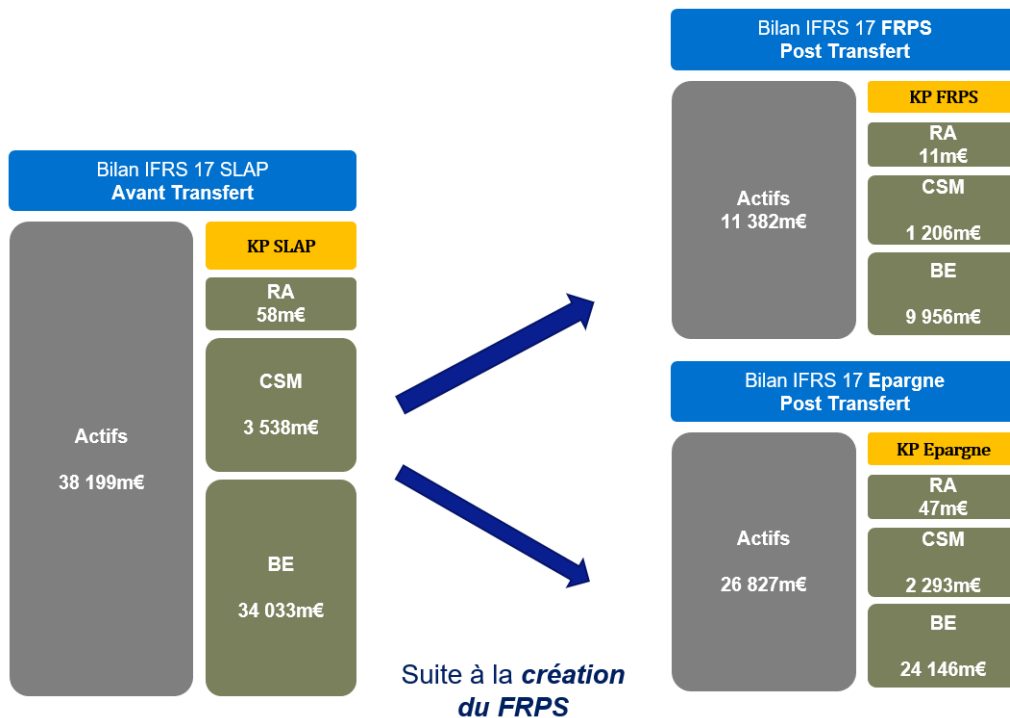 Bilan IFRS 17 SLAP
Avant Transfert
Actifs
38 199m€
KP SLAP
RA
58m€
CSM
3 538m€
BE
34 033m€
Suite à la création
du FRPS
Bilan IFRS 17 FRPS
Post Transfert
Actifs
11 382m€
KP FRPS
RA
11m€
CSM
1 206m€
BE
9 956m€
Bilan IFRS 17 Epargne
Post Transfert
Actifs
26 827m€
KP Epargne
RA
47m€
CSM
2 293m€
BE
24 146m€